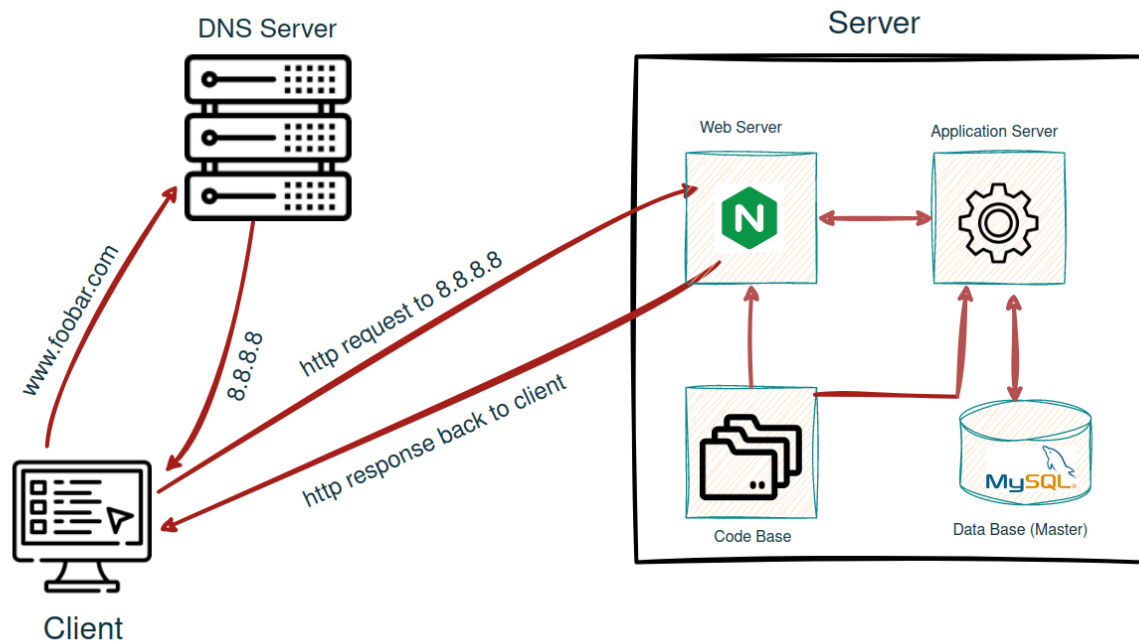 DNS Server
Server
Web Server
Application Server
N
www.foobar.com
8.8.8.8
http request to 8.8.8.8
http response back to client
MySQL®
Code Base
Data Base (Master)
Client